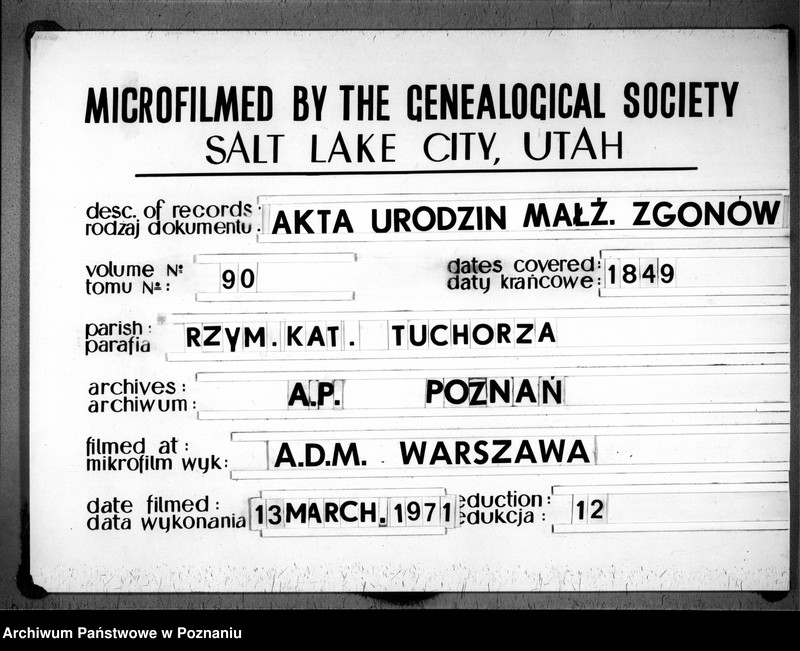 MICROFILMED BY THE GENEALOGICAL SOCIETY
SALT LAKE CITY, UTAH
desc. of records: AKTA URODZIN MAŁŻ. ZGONÓW
rodzaj dokumentu:
volume No: 90 dates covered: 1849
tomu No: daty krańcowe:
parish: RZYM. KAT. TUCHORZA
parafia
archives: A.P. POZNAŃ
archiwum:
filmed at: A.D.M. WARSZAWA
mikrofilm wyk:
date filmed: 13 MARCH. 1971 eduction: 12
data wykonania edukcja:
Archiwum Państwowe w Poznaniu